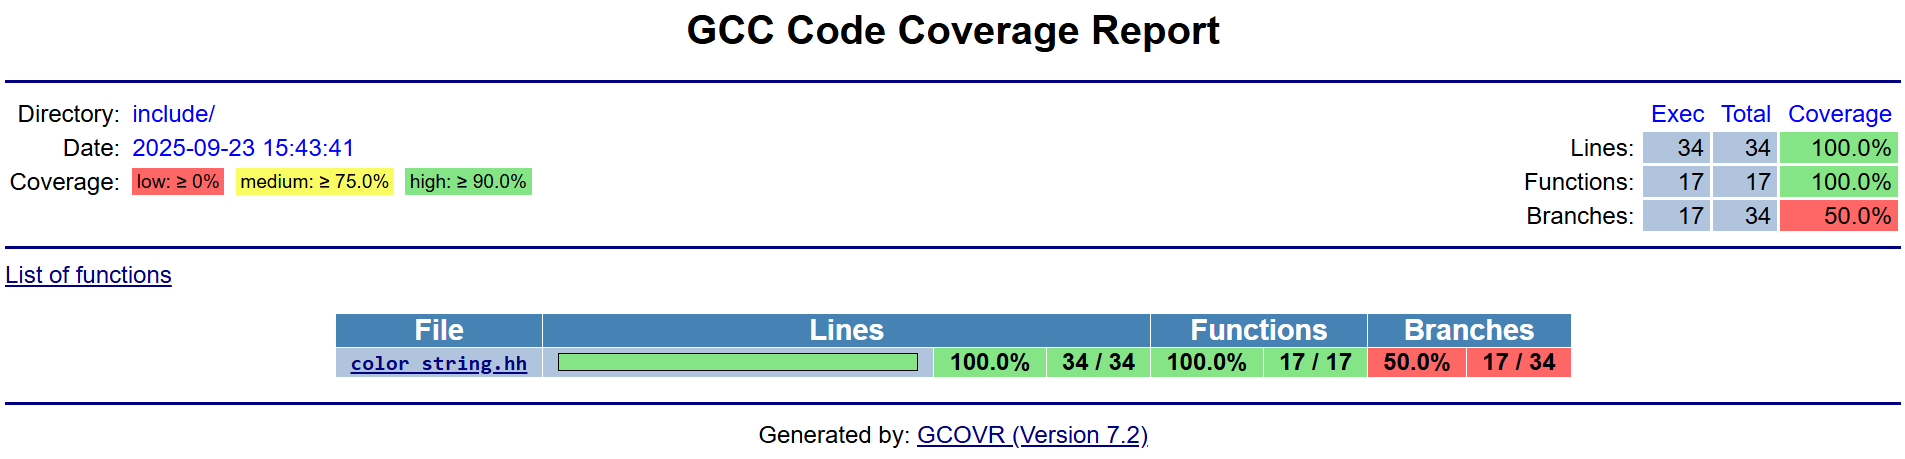 GCC Code Coverage Report
Directory: include/
Date: 2025-09-23 15:43:41
Coverage: low: ≥ 0% medium: ≥ 75.0% high: ≥ 90.0%
Exec Total Coverage
Lines: 34 34 100.0%
Functions: 17 17 100.0%
Branches: 17 34 50.0%
List of functions
File Lines Functions Branches
color_string.hh 100.0% 34 / 34 100.0% 17 / 17 50.0% 17 / 34
Generated by: GCOVR (Version 7.2)